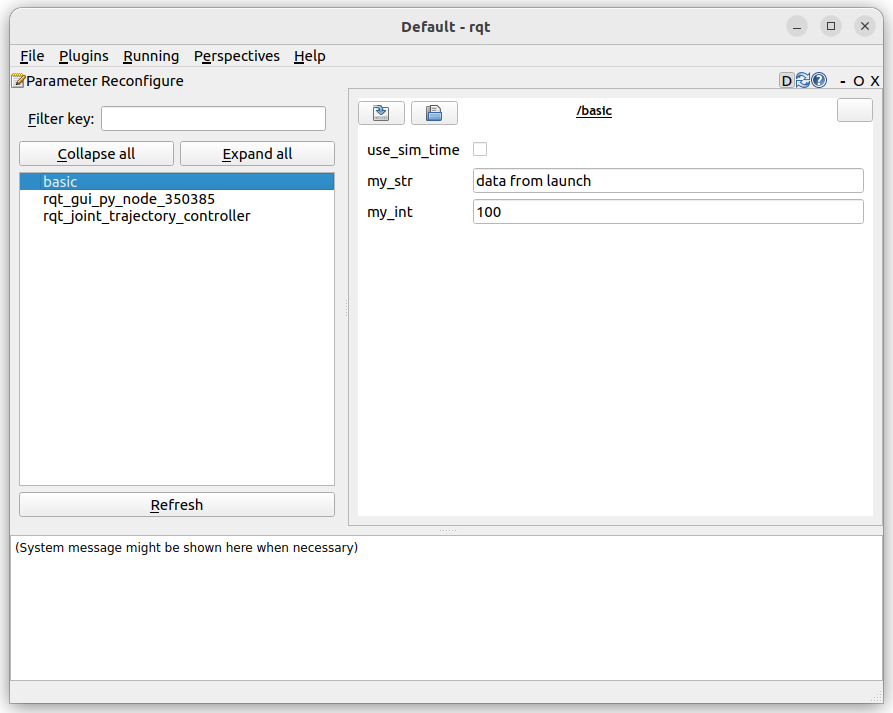 Default - rqt
File Plugins Running Perspectives Help
Parameter Reconfigure D ? - O X
Filter key:
Collapse all Expand all
basic
rqt_gui_py_node_350385
rqt_joint_trajectory_controller
Refresh
/basic
use_sim_time
my_str data from launch
my_int 100
(System message might be shown here when necessary)